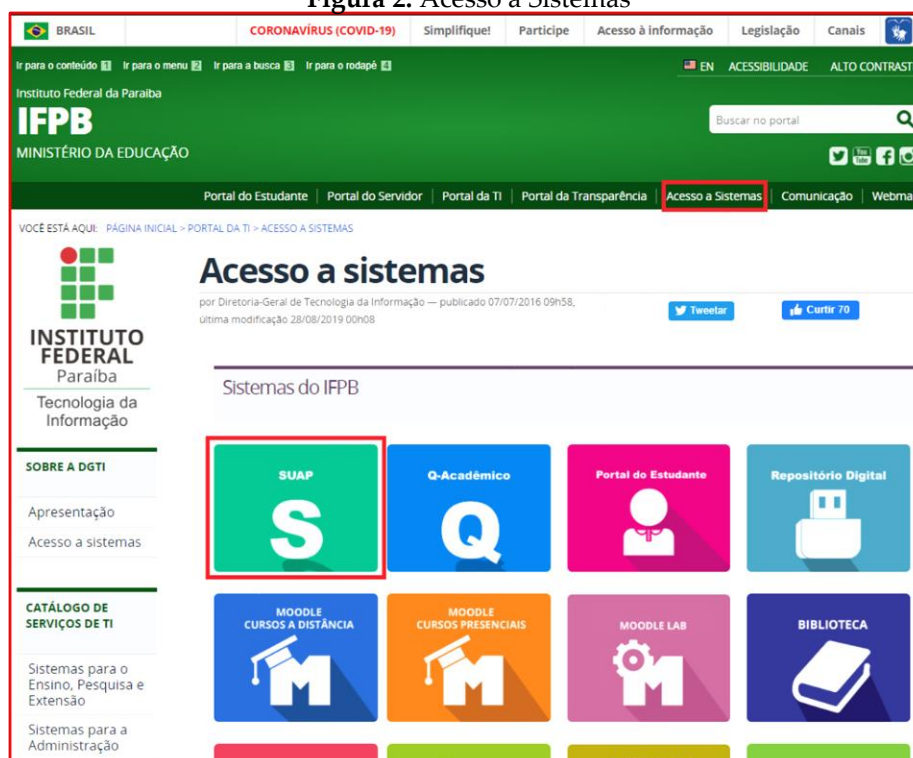 Figura 2. Acesso a Sistemas
BRASIL CORONAVÍRUS (COVID-19) Simplifique! Participe Acesso à informação Legislação Canais
Ir para o conteúdo 1 Ir para o menu 2 Ir para a busca 3 Ir para o rodapé 4 EN ACESSIBILIDADE ALTO CONTRAST
Instituto Federal da Paraiba
IFPB
Buscar no portal
MINISTÉRIO DA EDUCAÇÃO
Portal do Estudante Portal do Servidor Portal da TI Portal da Transparência Acesso a Sistemas Comunicação Webma
VOCÊ ESTÁ AQUI: PÁGINA INICIAL > PORTAL DA TI > ACESSO A SISTEMAS
Acesso a sistemas
por Diretoria-Geral de Tecnologia da Informação — publicado 07/07/2016 09h58,
última modificação 28/08/2019 00h08
Tweetar
Curtir 70
INSTITUTO
FEDERAL
Paraíba
Tecnologia da
Informação
Sistemas do IFPB
SOBRE A DGTI
Apresentação
Acesso a sistemas
CATÁLOGO DE
SERVIÇOS DE TI
Sistemas para o
Ensino, Pesquisa e
Extensão
Sistemas para a
Administração
SUAP
S
Q-Acadêmico
Q
Portal do Estudante
Repositório Digital
MOODLE
CURSOS A DISTÂNCIA
M
MOODLE
CURSOS PRESENCIAIS
M
MOODLE LAB
M
BIBLIOTECA